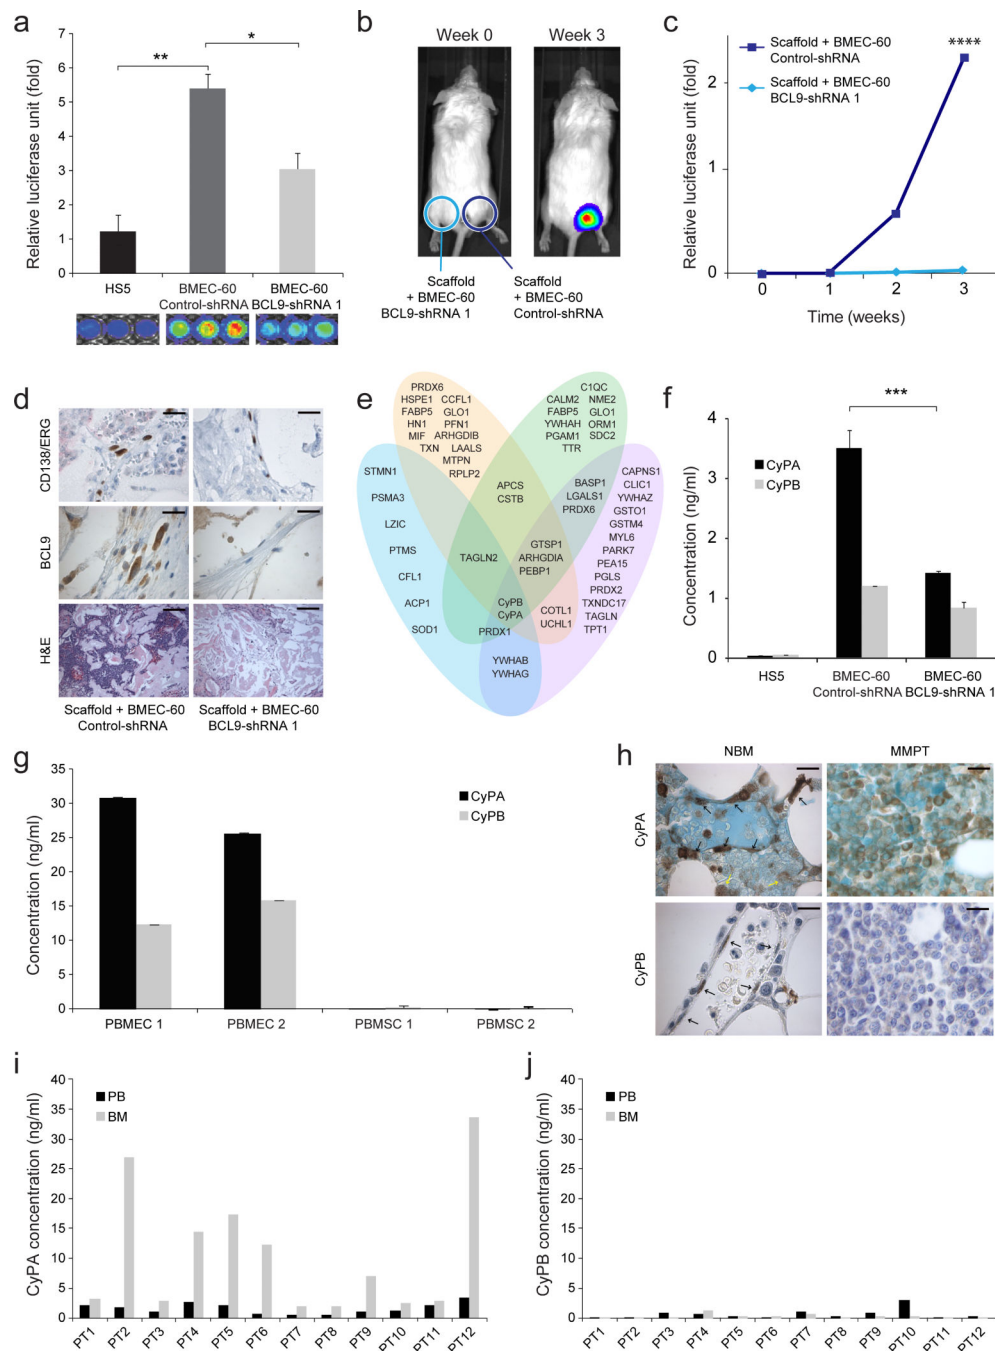 a
Relative luciferase unit (fold)
7
6
5
4
3
2
1
0
**
*
HS5
BMEC-60
Control-shRNA
BMEC-60
BCL9-shRNA 1
b
Week 0
Week 3
Scaffold
+ BMEC-60
BCL9-shRNA 1
Scaffold
+ BMEC-60
Control-shRNA
c
Relative luciferase unit (fold)
2
1
0
Scaffold + BMEC-60
Control-shRNA
Scaffold + BMEC-60
BCL9-shRNA 1
****
0
1
2
3
Time (weeks)
d
CD138/ERG
BCL9
H&E
Scaffold + BMEC-60
Control-shRNA
Scaffold + BMEC-60
BCL9-shRNA 1
e
PRDX6
HSPE1
CCFL1
FABP5
GLO1
HN1
PFN1
MIF
ARHGDIB
TXN
LAALS
MTPN
RPLP2
C1QC
CALM2
NME2
FABP5
GLO1
YWHAH
ORM1
PGAM1
SDC2
TTR
STMN1
PSMA3
LZIC
PTMS
CFL1
ACP1
SOD1
APCS
CSTB
BASP1
LGALS1
PRDX6
CAPNS1
CLIC1
YWHAZ
GSTO1
GSTM4
MYL6
PARK7
PEA15
PGLS
PRDX2
TXNDC17
TAGLN
TPT1
TAGLN2
GTSP1
ARHGDIA
PEBP1
CyPB
CyPA
COTL1
UCHL1
PRDX1
YWHAB
YWHAG
f
Concentration (ng/ml)
4
3
2
1
0
***
CyPA
CyPB
HS5
BMEC-60
Control-shRNA
BMEC-60
BCL9-shRNA 1
g
Concentration (ng/ml)
35
30
25
20
15
10
5
0
CyPA
CyPB
PBMEC 1
PBMEC 2
PBMSC 1
PBMSC 2
h
NBM
MMPT
CyPA
CyPB
i
CyPA concentration (ng/ml)
40
35
30
25
20
15
10
5
0
PB
BM
PT1
PT2
PT3
PT4
PT5
PT6
PT7
PT8
PT9
PT10
PT11
PT12
j
CyPB concentration (ng/ml)
40
35
30
25
20
15
10
5
0
PB
BM
PT1
PT2
PT3
PT4
PT5
PT6
PT7
PT8
PT9
PT10
PT11
PT12